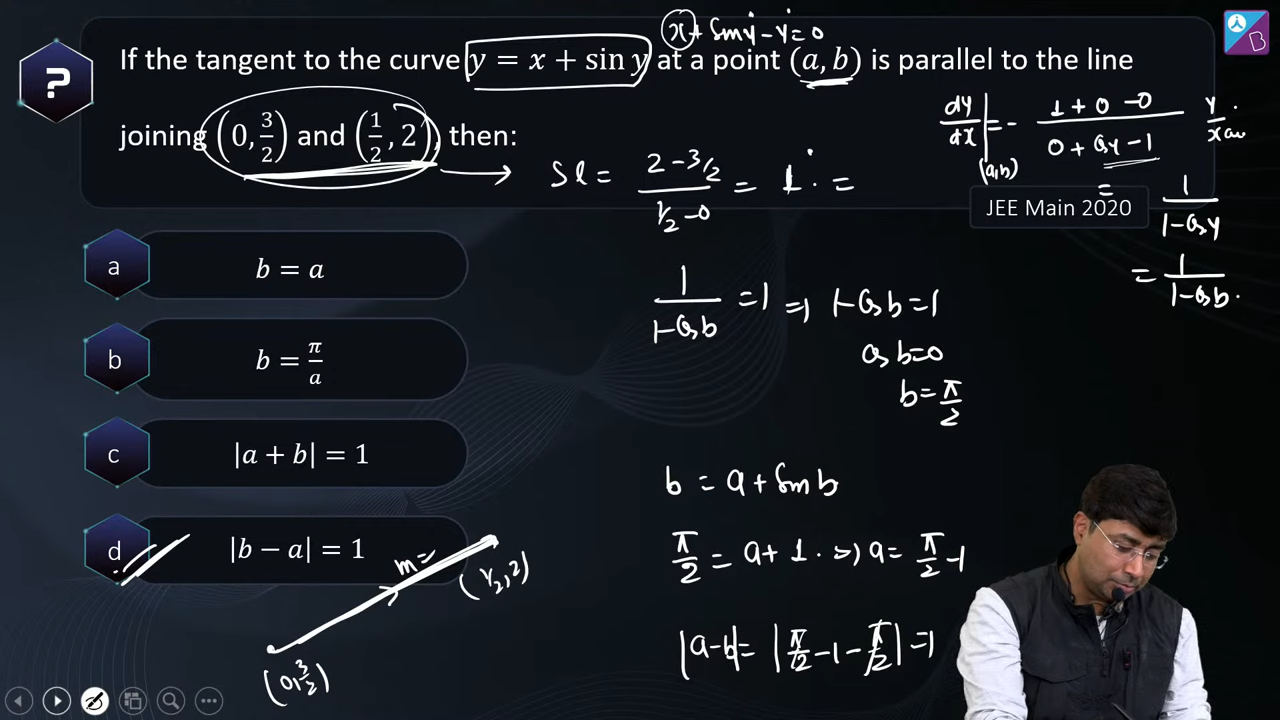 x + sin y - y = 0
?
If the tangent to the curve y = x + sin y at a point (a, b) is parallel to the line
joining (0, 3/2) and (1/2, 2), then:
JEE Main 2020
a
b = a
b
b = π/a
c
|a + b| = 1
d
|b − a| = 1
Sl = (2 - 3/2)/(1/2 - 0) = 1. =
dy/dx|(a,b) = - (1 + 0 - 0)/(0 + cos y - 1)
= 1/(1 - cos y)
= 1/(1 - cos b).
1/(1 - cos b) = 1 ⇒ 1 - cos b = 1
cos b = 0
b = π/2
b = a + sin b
π/2 = a + 1. ⇒ a = π/2 - 1
|a - b| = |π/2 - 1 - π/2| = 1
m =
(1/2, 2)
(0, 3/2)
B